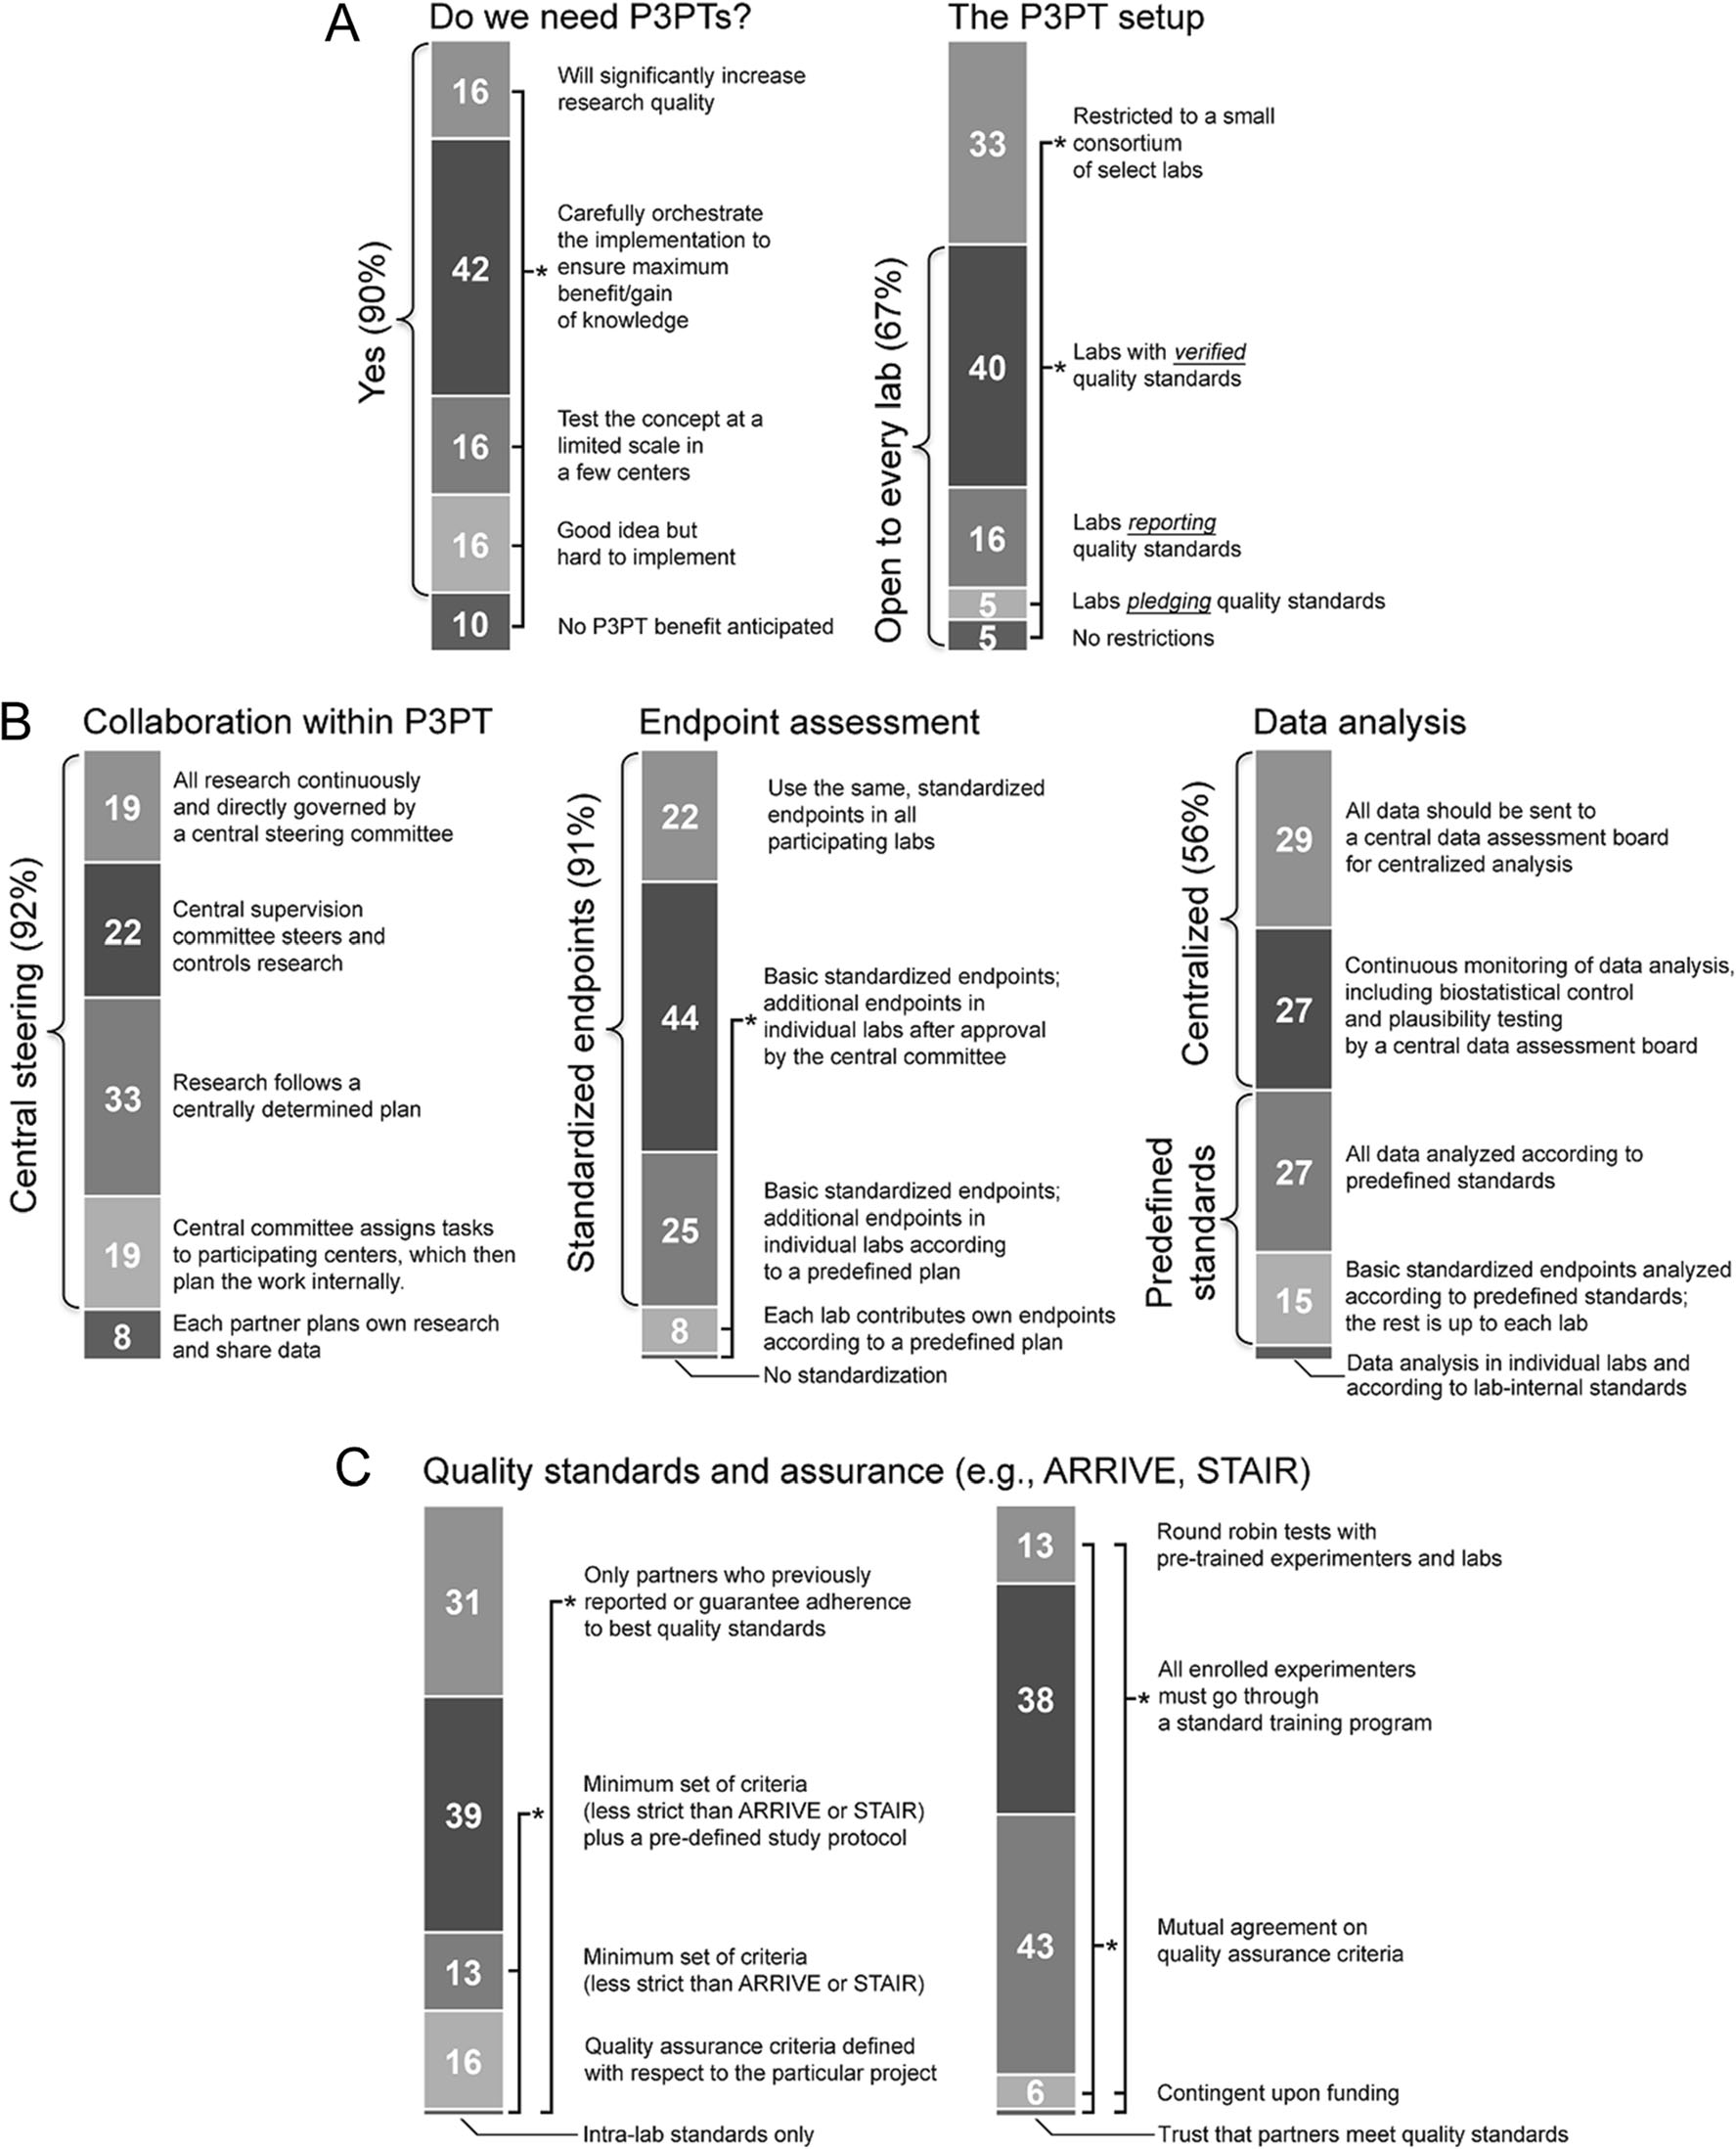 A
Do we need P3PTs?
Yes (90%)
16
Will significantly increase
research quality
42
*
Carefully orchestrate
the implementation to
ensure maximum
benefit/gain
of knowledge
16
Test the concept at a
limited scale in
a few centers
16
Good idea but
hard to implement
10
No P3PT benefit anticipated
The P3PT setup
Open to every lab (67%)
33
*
Restricted to a small
consortium
of select labs
40
*
Labs with verified
quality standards
16
Labs reporting
quality standards
5
Labs pledging quality standards
5
No restrictions
B
Collaboration within P3PT
Central steering (92%)
19
All research continuously
and directly governed by
a central steering committee
22
Central supervision
committee steers and
controls research
33
Research follows a
centrally determined plan
19
Central committee assigns tasks
to participating centers, which then
plan the work internally.
8
Each partner plans own research
and share data
Endpoint assessment
Standardized endpoints (91%)
22
Use the same, standardized
endpoints in all
participating labs
44
*
Basic standardized endpoints;
additional endpoints in
individual labs after approval
by the central committee
25
Basic standardized endpoints;
additional endpoints in
individual labs according
to a predefined plan
8
Each lab contributes own endpoints
according to a predefined plan
No standardization
Data analysis
Centralized (56%)
29
All data should be sent to
a central data assessment board
for centralized analysis
27
Continuous monitoring of data analysis,
including biostatistical control
and plausibility testing
by a central data assessment board
Predefined
standards
27
All data analyzed according to
predefined standards
15
Basic standardized endpoints analyzed
according to predefined standards;
the rest is up to each lab
Data analysis in individual labs and
according to lab-internal standards
C
Quality standards and assurance (e.g., ARRIVE, STAIR)
31
*
Only partners who previously
reported or guarantee adherence
to best quality standards
39
*
Minimum set of criteria
(less strict than ARRIVE or STAIR)
plus a pre-defined study protocol
13
Minimum set of criteria
(less strict than ARRIVE or STAIR)
16
Quality assurance criteria defined
with respect to the particular project
Intra-lab standards only
13
Round robin tests with
pre-trained experimenters and labs
38
*
All enrolled experimenters
must go through
a standard training program
43
*
Mutual agreement on
quality assurance criteria
6
Contingent upon funding
Trust that partners meet quality standards